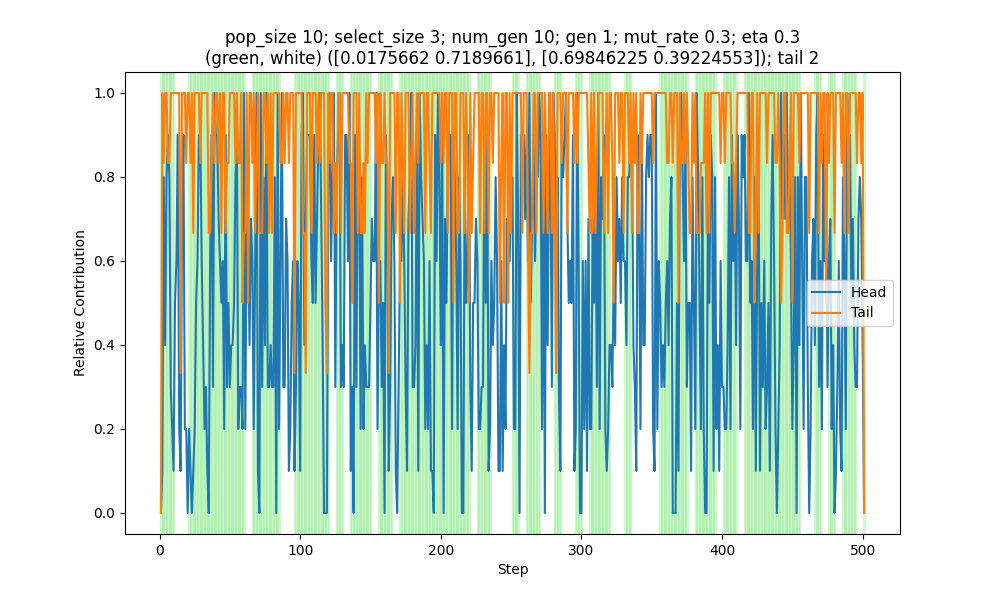 pop_size 10; select_size 3; num_gen 10; gen 1; mut_rate 0.3; eta 0.3
(green, white) ([0.0175662 0.7189661], [0.69846225 0.39224553]); tail 2
Relative Contribution
1.0
0.8
0.6
0.4
0.2
0.0
Head
Tail
0
100
200
300
400
500
Step